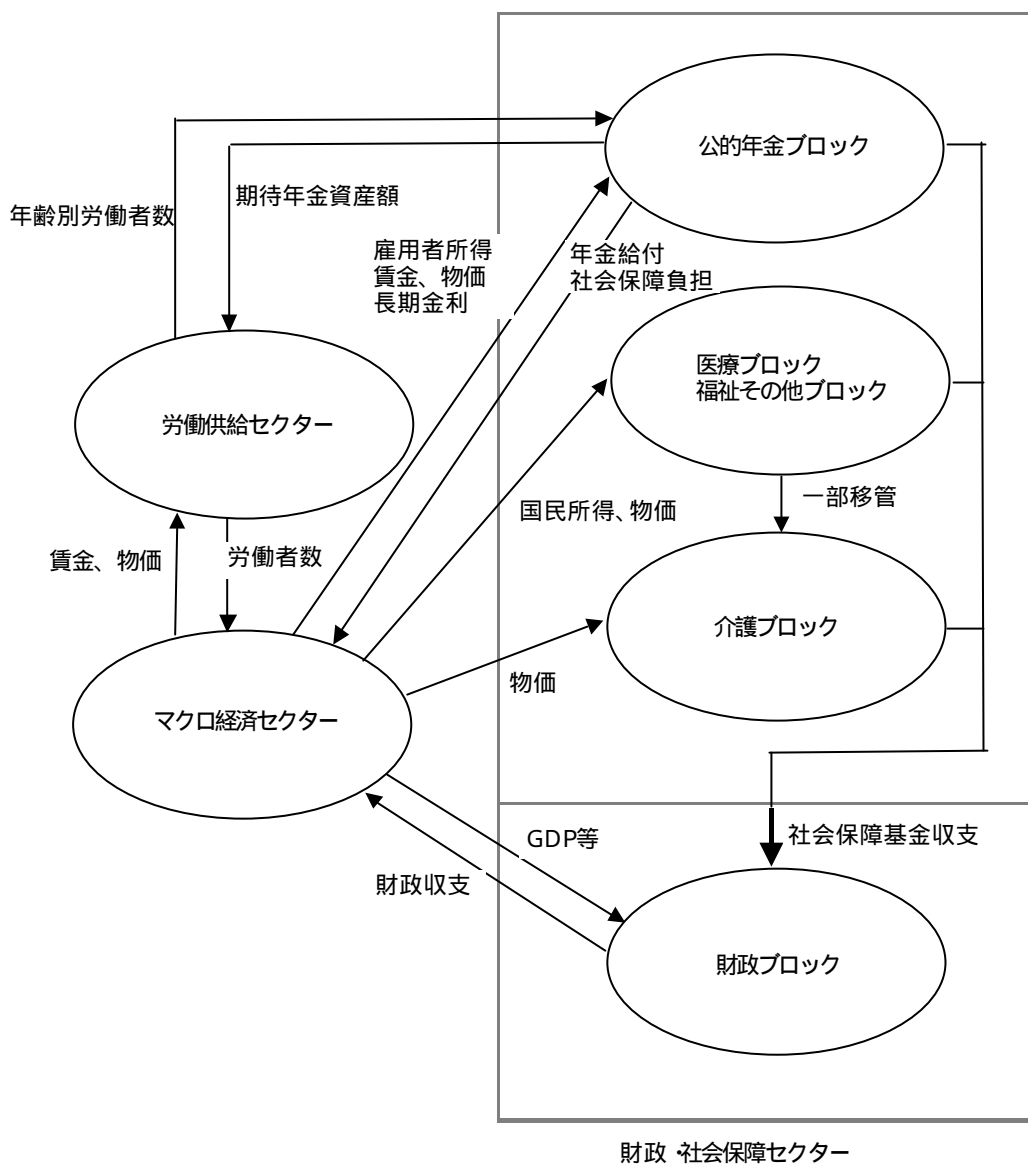 公的年金ブロック
期待年金資産額
年齢別労働者数
雇用者所得
賃金、物価
長期金利
年金給付
社会保障負担
医療ブロック
福祉その他ブロック
労働供給セクター
一部移管
国民所得、物価
賃金、物価
労働者数
介護ブロック
物価
マクロ経済セクター
GDP等
社会保障基金収支
財政収支
財政ブロック
財政・社会保障セクター